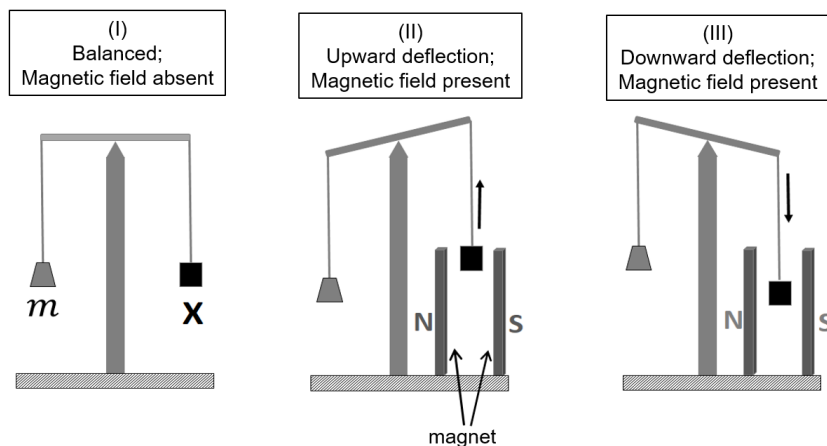 (I)
Balanced;
Magnetic field absent
(II)
Upward deflection;
Magnetic field present
(III)
Downward deflection;
Magnetic field present
m
X
N
S
magnet
N
S